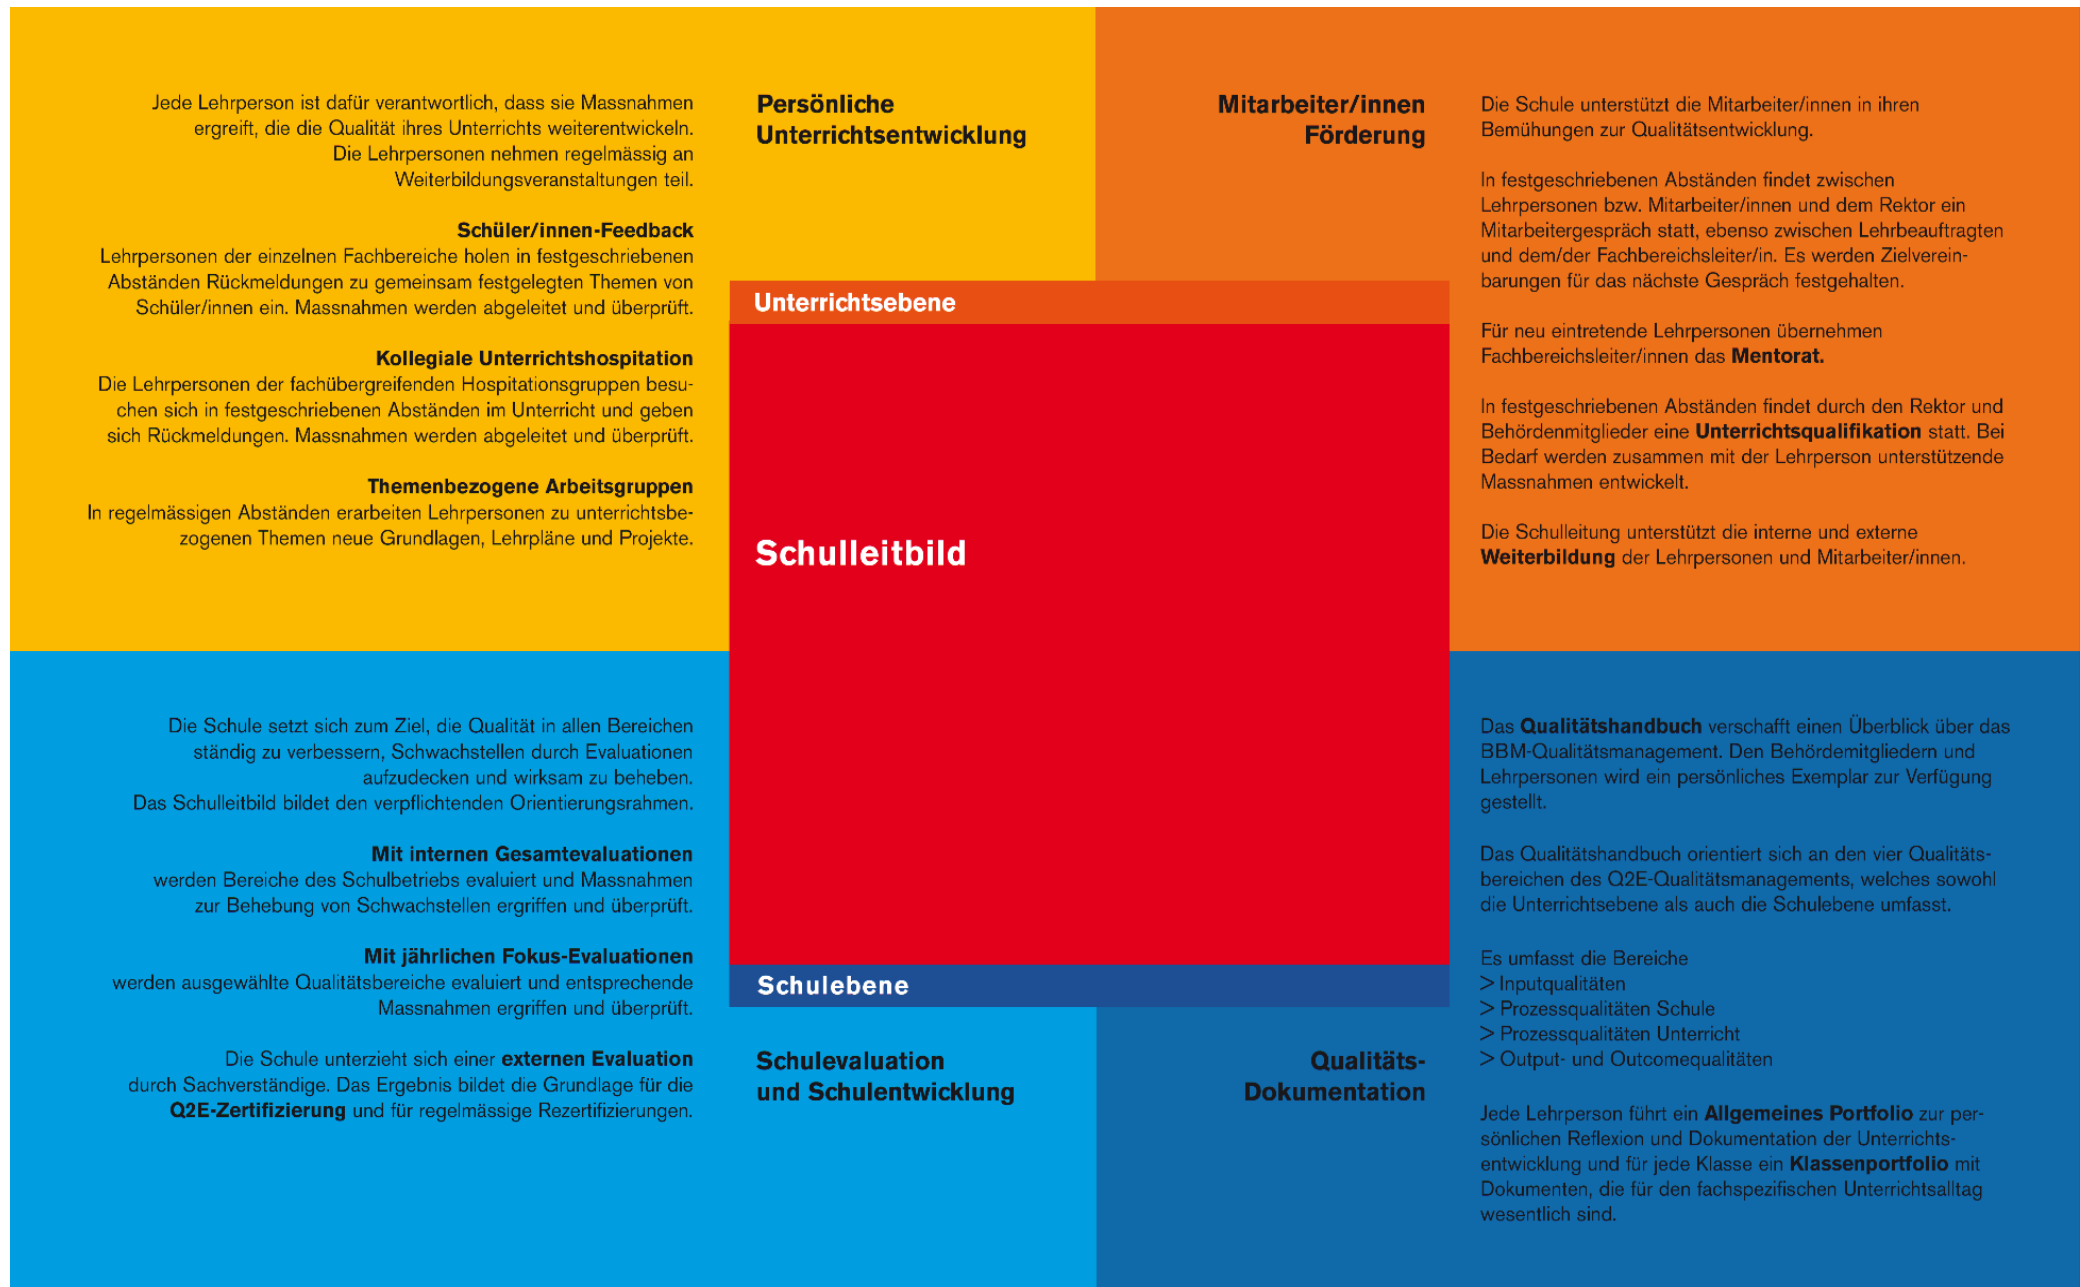 Persönliche
Unterrichtsentwicklung
Jede Lehrperson ist dafür verantwortlich, dass sie Massnahmen
ergreift, die die Qualität ihres Unterrichts weiterentwickeln.
Die Lehrpersonen nehmen regelmässig an
Weiterbildungsveranstaltungen teil.
Schüler/innen-Feedback
Lehrpersonen der einzelnen Fachbereiche holen in festgeschriebenen
Abständen Rückmeldungen zu gemeinsam festgelegten Themen von
Schüler/innen ein. Massnahmen werden abgeleitet und überprüft.
Kollegiale Unterrichtshospitation
Die Lehrpersonen der fachübergreifenden Hospitationsgruppen besu-
chen sich in festgeschriebenen Abständen im Unterricht und geben
sich Rückmeldungen. Massnahmen werden abgeleitet und überprüft.
Themenbezogene Arbeitsgruppen
In regelmässigen Abständen erarbeiten Lehrpersonen zu unterrichtsbe-
zogenen Themen neue Grundlagen, Lehrpläne und Projekte.
Mitarbeiter/innen
Förderung
Die Schule unterstützt die Mitarbeiter/innen in ihren
Bemühungen zur Qualitätsentwicklung.
In festgeschriebenen Abständen findet zwischen
Lehrpersonen bzw. Mitarbeiter/innen und dem Rektor ein
Mitarbeitergespräch statt, ebenso zwischen Lehrbeauftragten
und dem/der Fachbereichsleiter/in. Es werden Zielverein-
barungen für das nächste Gespräch festgehalten.
Für neu eintretende Lehrpersonen übernehmen
Fachbereichsleiter/innen das Mentorat.
In festgeschriebenen Abständen findet durch den Rektor und
Behördenmitglieder eine Unterrichtsqualifikation statt. Bei
Bedarf werden zusammen mit der Lehrperson unterstützende
Massnahmen entwickelt.
Die Schulleitung unterstützt die interne und externe
Weiterbildung der Lehrpersonen und Mitarbeiter/innen.
Unterrichtsebene
Schulleitbild
Schulebene
Schulevaluation
und Schulentwicklung
Die Schule setzt sich zum Ziel, die Qualität in allen Bereichen
ständig zu verbessern, Schwachstellen durch Evaluationen
aufzudecken und wirksam zu beheben.
Das Schulleitbild bildet den verpflichtenden Orientierungsrahmen.
Mit internen Gesamtevaluationen
werden Bereiche des Schulbetriebs evaluiert und Massnahmen
zur Behebung von Schwachstellen ergriffen und überprüft.
Mit jährlichen Fokus-Evaluationen
werden ausgewählte Qualitätsbereiche evaluiert und entsprechende
Massnahmen ergriffen und überprüft.
Die Schule unterzieht sich einer externen Evaluation
durch Sachverständige. Das Ergebnis bildet die Grundlage für die
Q2E-Zertifizierung und für regelmässige Rezertifizierungen.
Qualitäts-
Dokumentation
Das Qualitätshandbuch verschafft einen Überblick über das
BBM-Qualitätsmanagement. Den Behördemitgliedern und
Lehrpersonen wird ein persönliches Exemplar zur Verfügung
gestellt.
Das Qualitätshandbuch orientiert sich an den vier Qualitäts-
bereichen des Q2E-Qualitätsmanagements, welches sowohl
die Unterrichtsebene als auch die Schulebene umfasst.
Es umfasst die Bereiche
> Inputqualitäten
> Prozessqualitäten Schule
> Prozessqualitäten Unterricht
> Output- und Outcomequalitäten
Jede Lehrperson führt ein Allgemeines Portfolio zur per-
sönlichen Reflexion und Dokumentation der Unterrichts-
entwicklung und für jede Klasse ein Klassenportfolio mit
Dokumenten, die für den fachspezifischen Unterrichtsalltag
wesentlich sind.